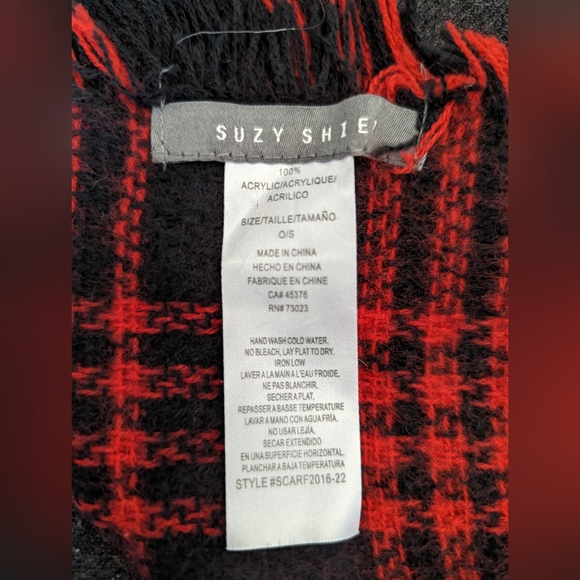 SUZY SHIE
100%
ACRYLIC/ACRYLIQUE/
ACRILICO
SIZE/TAILLE/TAMAÑO
O/S
MADE IN CHINA
HECHO EN CHINA
FABRIQUE EN CHINE
CA# 45376
RN# 73023
HAND WASH COLD WATER,
NO BLEACH, LAY FLAT TO DRY,
IRON LOW
LAVER A LA MAIN A L'EAU FROIDE,
NE PAS BLANCHIR,
SECHER A PLAT,
REPASSER A BASSE TEMPERATURE
LAVAR A MANO CON AGUA FRÍA,
NO USAR LEJÍA,
SECAR EXTENDIDO
EN UNA SUPERFICIE HORIZONTAL,
PLANCHAR A BAJA TEMPERATURA
STYLE #SCARF2016-22